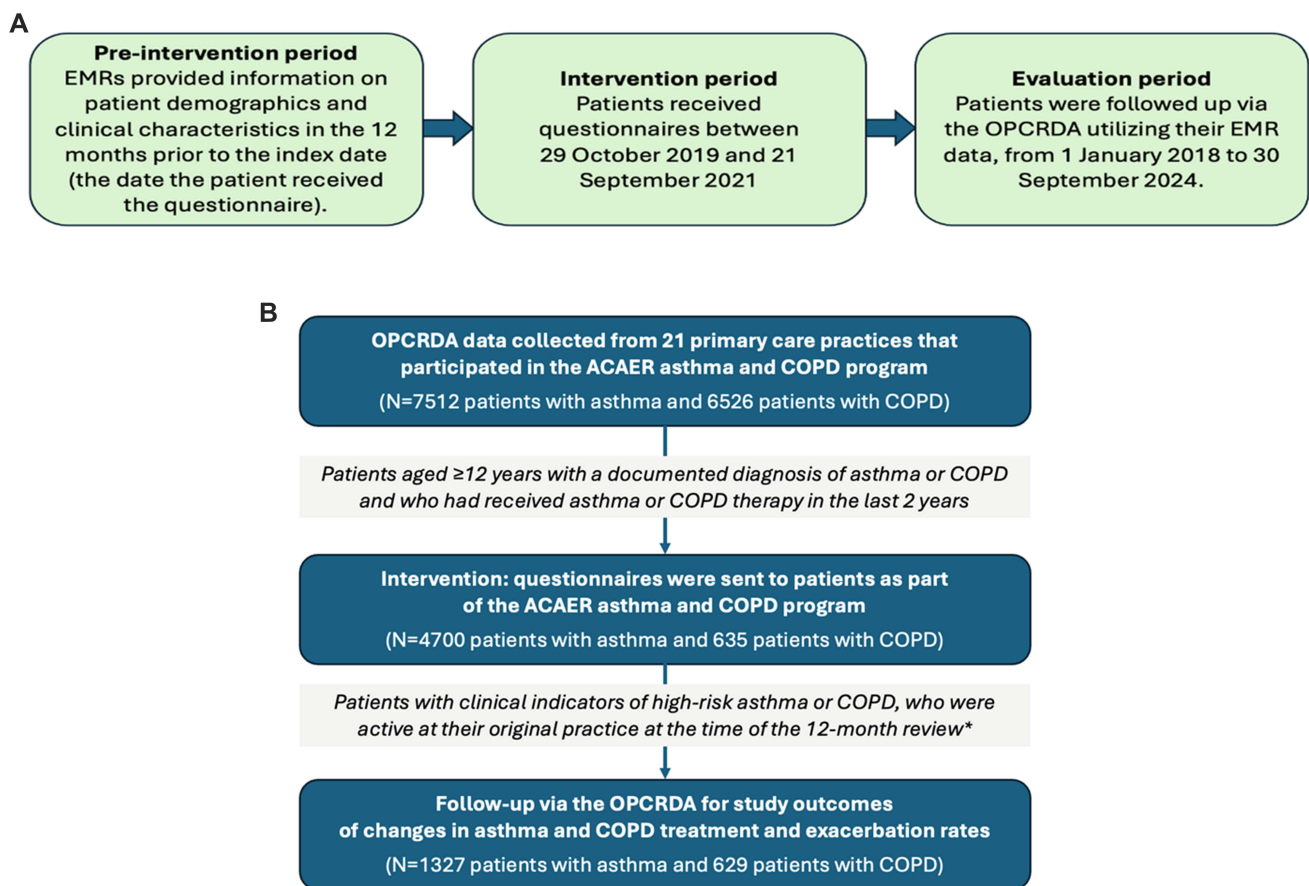 A
Pre-intervention period
EMRs provided information on
patient demographics and
clinical characteristics in the 12
months prior to the index date
(the date the patient received
the questionnaire).
Intervention period
Patients received
questionnaires between
29 October 2019 and 21
September 2021
Evaluation period
Patients were followed up via
the OPCRDA utilizing their EMR
data, from 1 January 2018 to 30
September 2024.
B
OPCRDA data collected from 21 primary care practices that
participated in the ACAER asthma and COPD program
(N=7512 patients with asthma and 6526 patients with COPD)
Patients aged ≥12 years with a documented diagnosis of asthma or COPD
and who had received asthma or COPD therapy in the last 2 years
Intervention: questionnaires were sent to patients as part
of the ACAER asthma and COPD program
(N=4700 patients with asthma and 635 patients with COPD)
Patients with clinical indicators of high-risk asthma or COPD, who were
active at their original practice at the time of the 12-month review*
Follow-up via the OPCRDA for study outcomes
of changes in asthma and COPD treatment and exacerbation rates
(N=1327 patients with asthma and 629 patients with COPD)